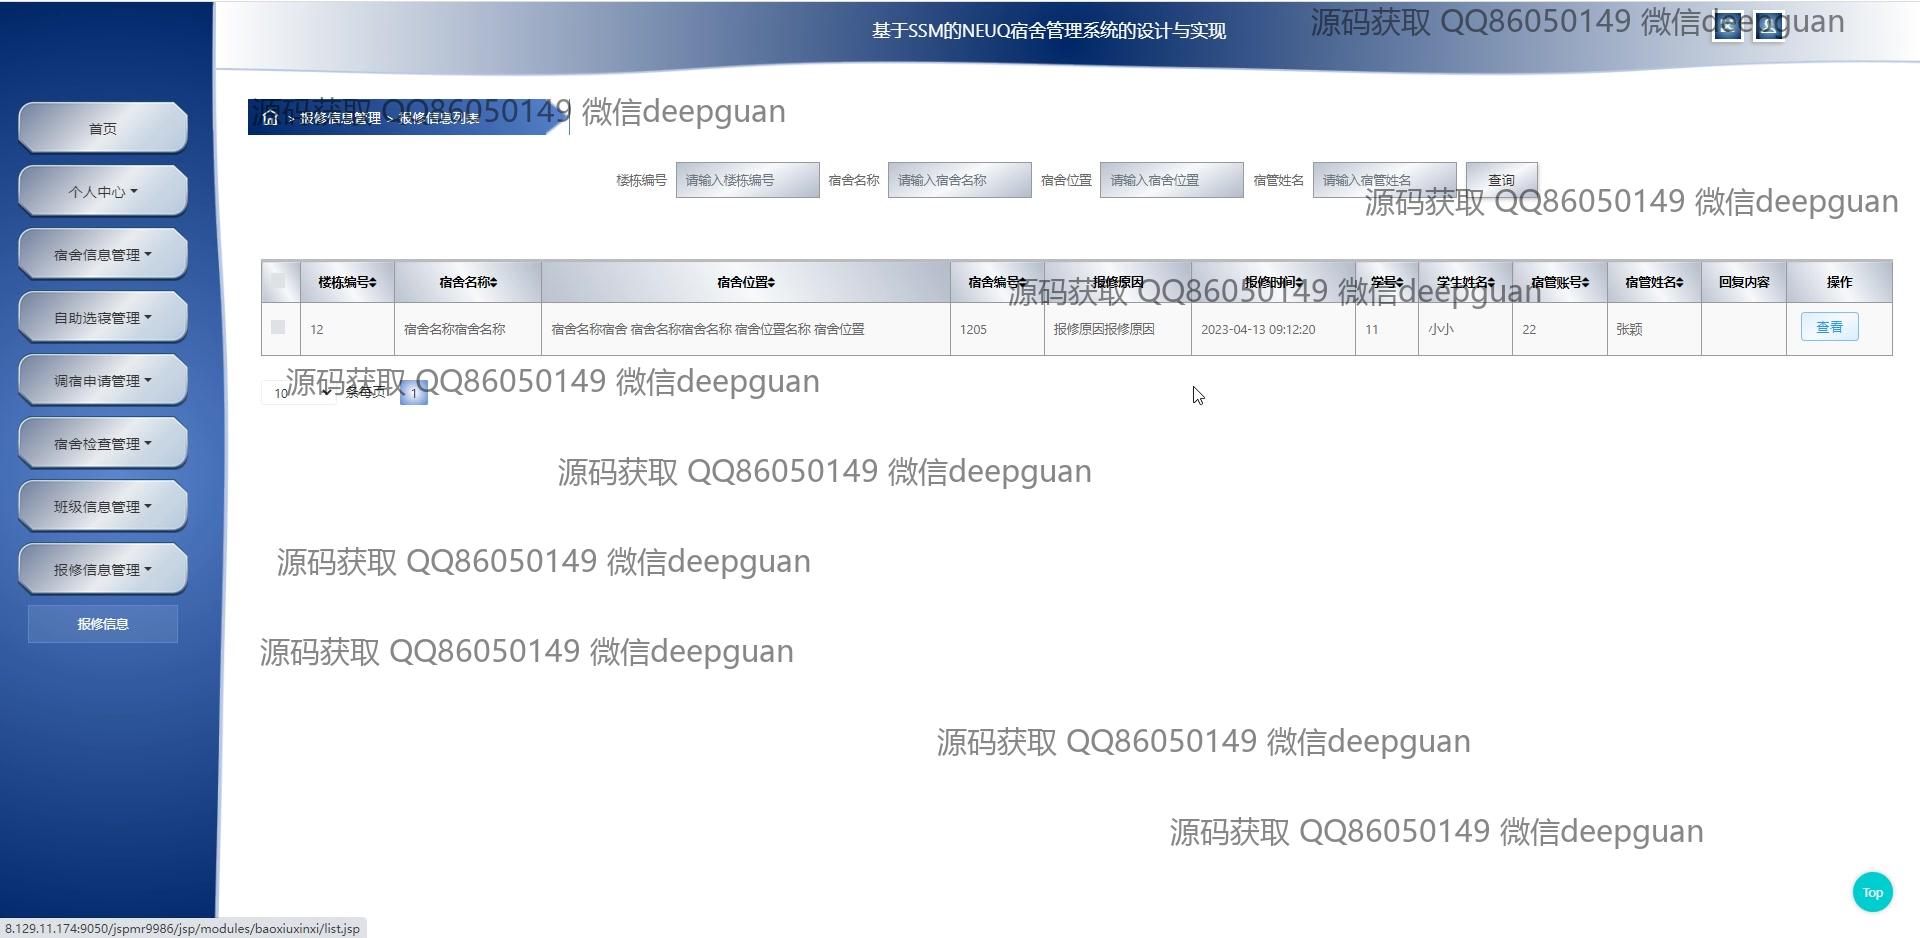 基于SSM的NEUQ宿舍管理系统的设计与实现
源码获取 QQ86050149 微信deepguan
首页
个人中心
宿舍信息管理
自助选寝管理
调宿申请管理
宿舍检查管理
班级信息管理
报修信息管理
报修信息
> 报修信息管理 > 报修信息列表
源码获取 QQ86050149 微信deepguan
楼栋编号 请输入楼栋编号 宿舍名称 请输入宿舍名称 宿舍位置 请输入宿舍位置 宿管姓名 请输入宿管姓名 查询
源码获取 QQ86050149 微信deepguan
楼栋编号 宿舍名称 宿舍位置 宿舍编号 报修原因 报修时间 学号 学生姓名 宿管账号 宿管姓名 回复内容 操作
源码获取 QQ86050149 微信deepguan
12 宿舍名称宿舍名称 宿舍名称宿舍 宿舍名称宿舍名称 宿舍位置名称 宿舍位置 1205 报修原因报修原因 2023-04-13 09:12:20 11 小小 22 张颖 查看
10 条每页 1
源码获取 QQ86050149 微信deepguan
源码获取 QQ86050149 微信deepguan
源码获取 QQ86050149 微信deepguan
源码获取 QQ86050149 微信deepguan
源码获取 QQ86050149 微信deepguan
源码获取 QQ86050149 微信deepguan
Top
8.129.11.174:9050/jspmr9986/jsp/modules/baoxiuxinxi/list.jsp